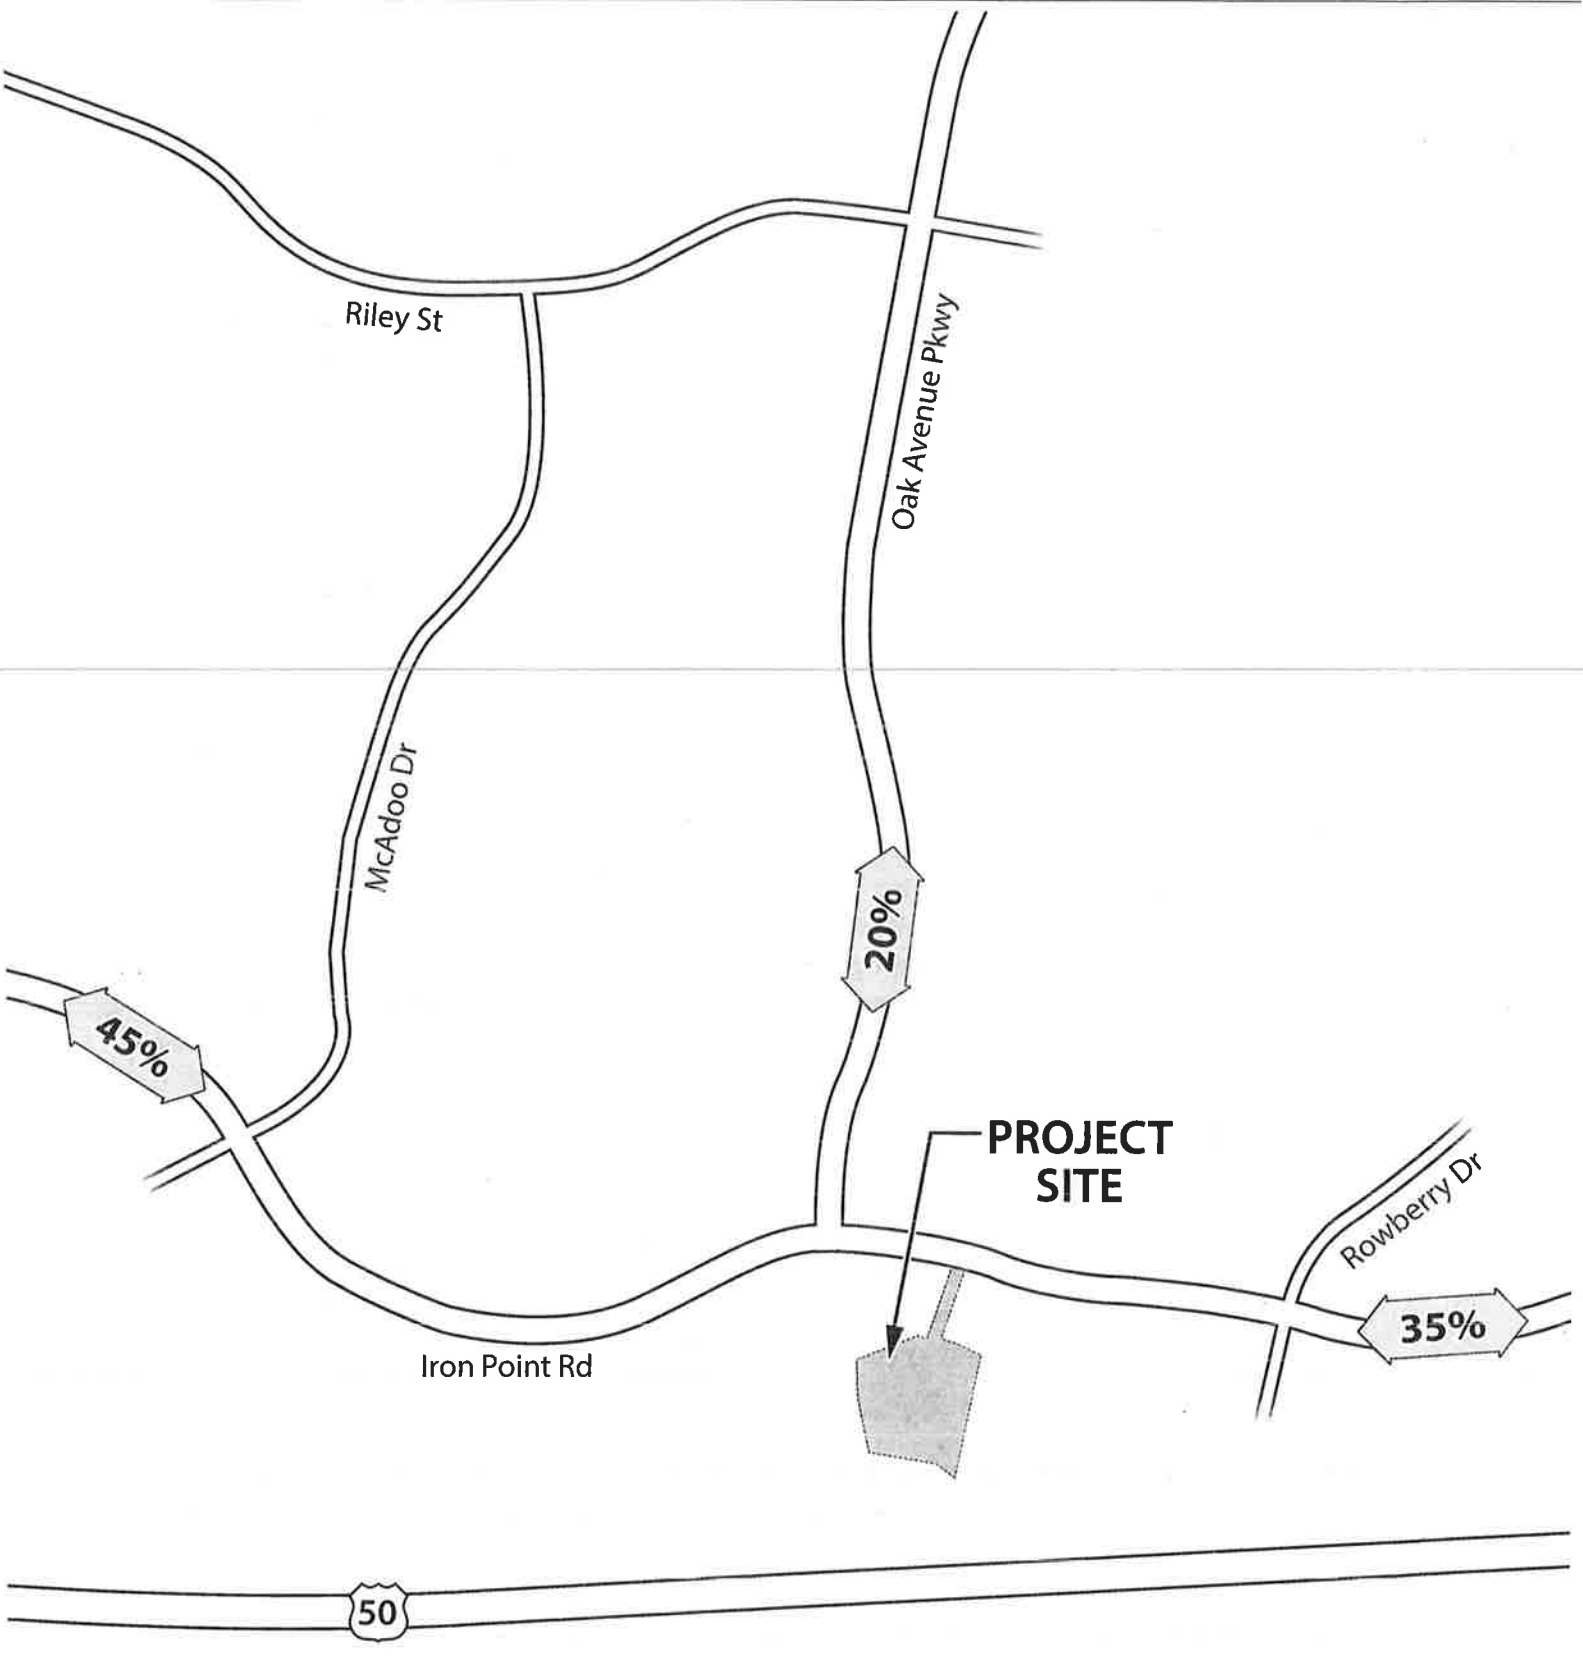 Riley St
Oak Avenue Pkwy
McAdoo Dr
20%
45%
PROJECT
SITE
Rowberry Dr
35%
Iron Point Rd
50